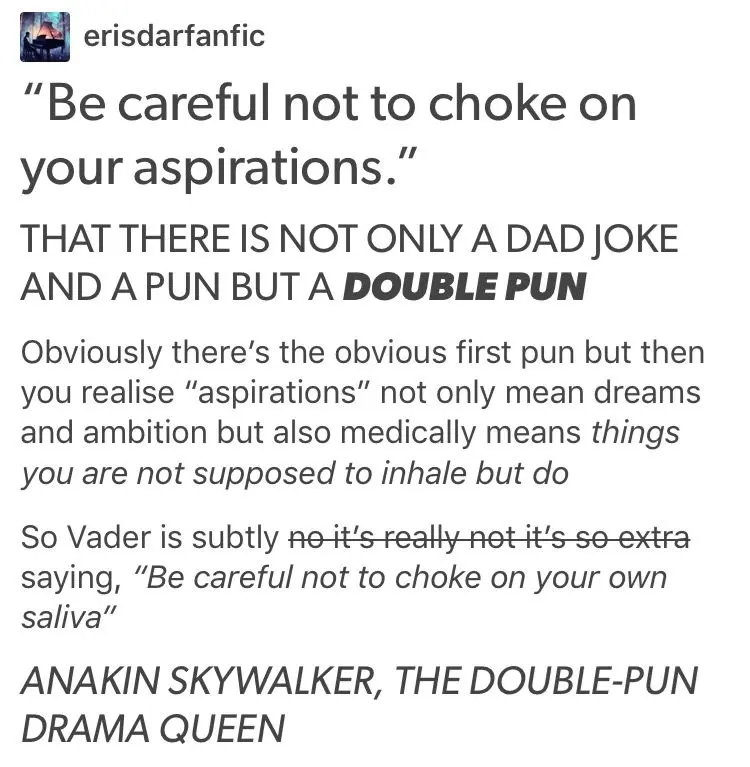 erisdarfanfic
“Be careful not to choke on
your aspirations.”
THAT THERE IS NOT ONLY A DAD JOKE
AND A PUN BUT A DOUBLE PUN
Obviously there’s the obvious first pun but then
you realise “aspirations” not only mean dreams
and ambition but also medically means things
you are not supposed to inhale but do
So Vader is subtly no it’s really not it’s so extra
saying, “Be careful not to choke on your own
saliva”
ANAKIN SKYWALKER, THE DOUBLE-PUN
DRAMA QUEEN